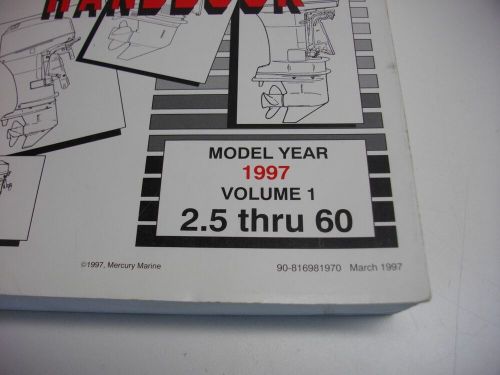 HANDBOOK
MODEL YEAR
1997
VOLUME 1
2.5 thru 60
©1997, Mercury Marine
90-816981970 March 1997